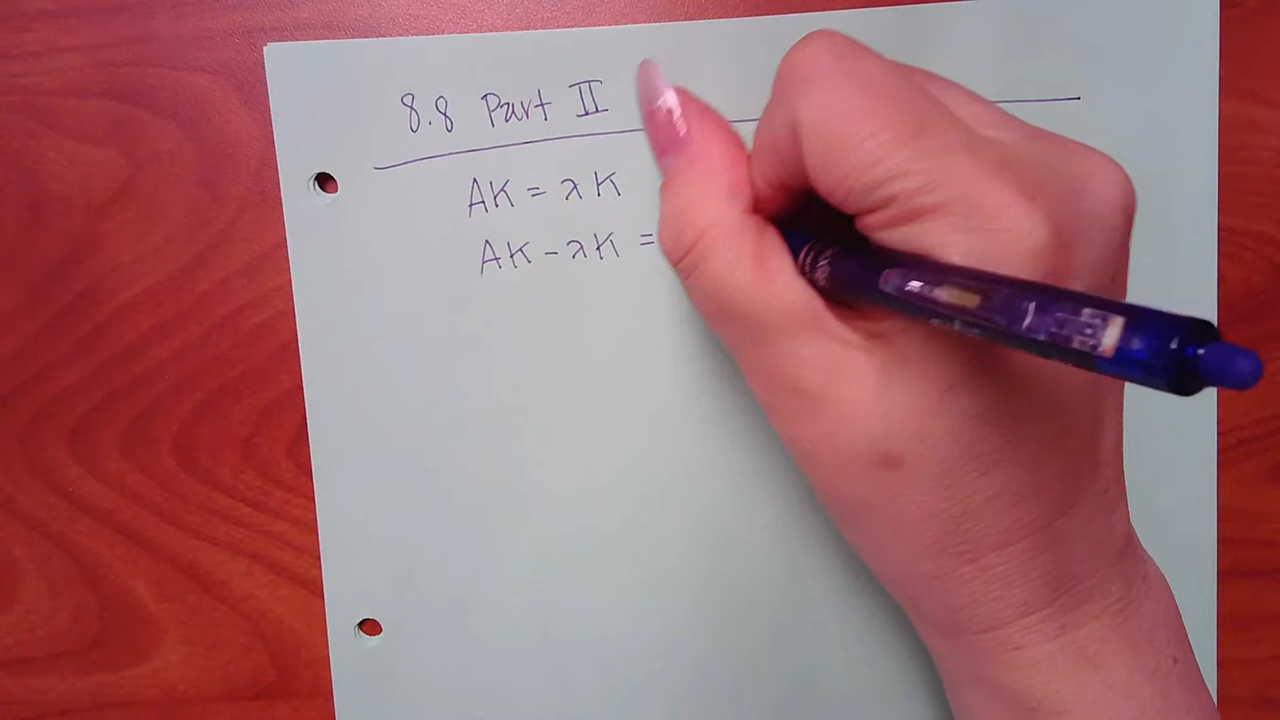 8.8 Part II
AK = λK
AK - λK =